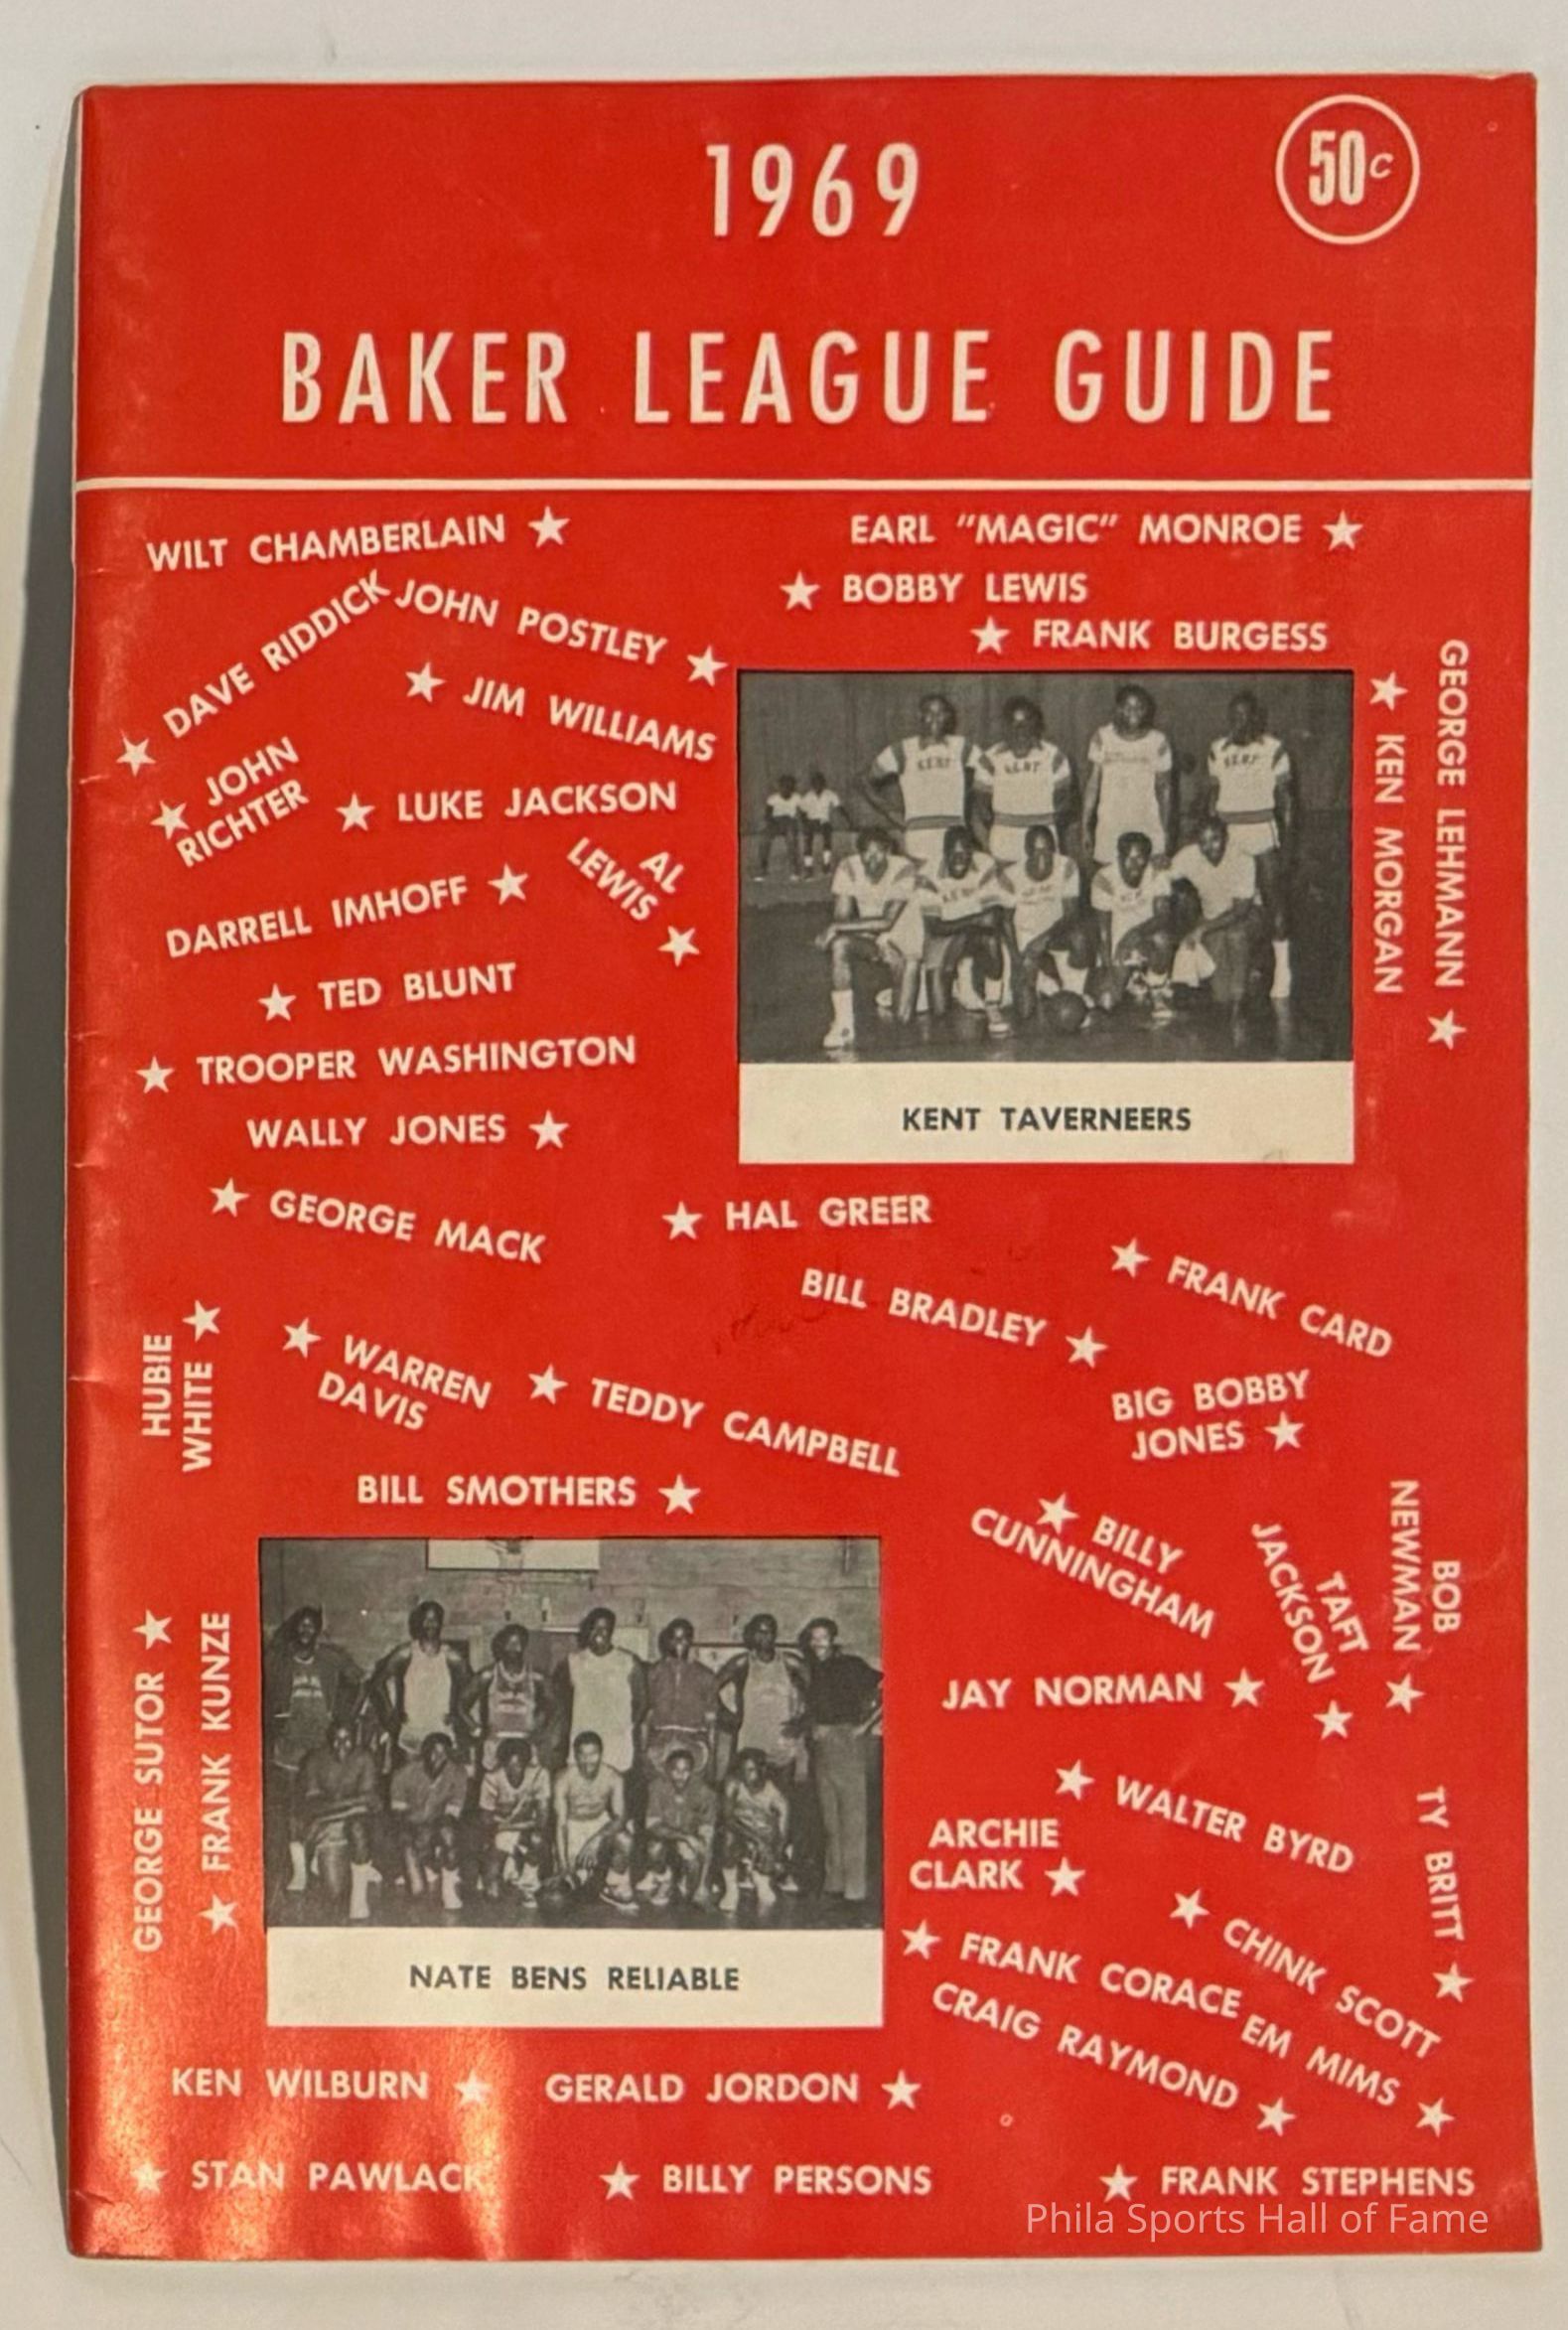 1969
50c
BAKER LEAGUE GUIDE
WILT CHAMBERLAIN ★
EARL "MAGIC" MONROE ★
★ DAVE RIDDICK
JOHN POSTLEY ★
★ BOBBY LEWIS
★ FRANK BURGESS
★ JIM WILLIAMS
GEORGE LEHMANN ★
★ KEN MORGAN
★ JOHN
RICHTER
★ LUKE JACKSON
AL
LEWIS ★
DARRELL IMHOFF ★
★ TED BLUNT
★ TROOPER WASHINGTON
WALLY JONES ★
KENT
KENT
KENT
KENT TAVERNEERS
★ GEORGE MACK
★ HAL GREER
★ FRANK CARD
BILL BRADLEY ★
HUBIE
WHITE ★
★ WARREN
DAVIS
★ TEDDY CAMPBELL
BIG BOBBY
JONES ★
BILL SMOTHERS ★
★ BILLY
CUNNINGHAM
TAFT
JACKSON ★
BOB
NEWMAN ★
GEORGE SUTOR ★
★ FRANK KUNZE
JAY NORMAN ★
★ WALTER BYRD
TY BRITT ★
ARCHIE
CLARK ★
★ CHINK SCOTT
★ FRANK CORACE
EM MIMS ★
CRAIG RAYMOND ★
NATE BENS RELIABLE
KEN WILBURN ★
GERALD JORDON ★
★ STAN PAWLACK
★ BILLY PERSONS
★ FRANK STEPHENS
Phila Sports Hall of Fame